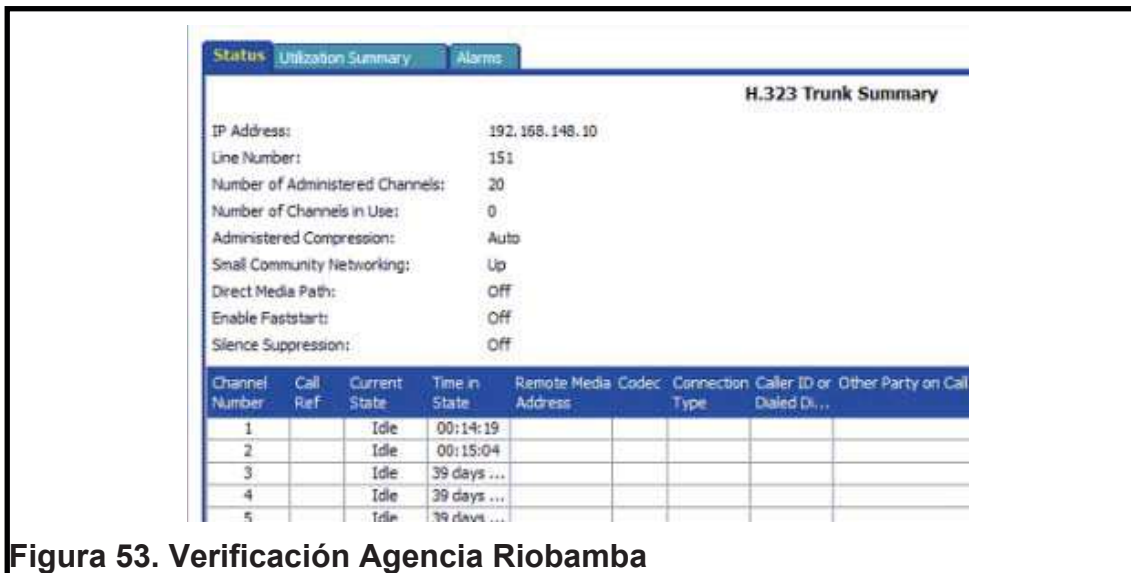 Status Utilization Summary Alarms
H.323 Trunk Summary
IP Address: 192.168.148.10
Line Number: 151
Number of Administered Channels: 20
Number of Channels in Use: 0
Administered Compression: Auto
Small Community Networking: Up
Direct Media Path: Off
Enable Faststart: Off
Silence Suppression: Off
Channel Number Call Ref Current State Time in State Remote Media Address Codec Connection Type Caller ID or Dialed Di... Other Party on Call
1 Idle 00:14:19
2 Idle 00:15:04
3 Idle 39 days ...
4 Idle 39 days ...
5 Idle 39 days ...
Figura 53. Verificación Agencia Riobamba